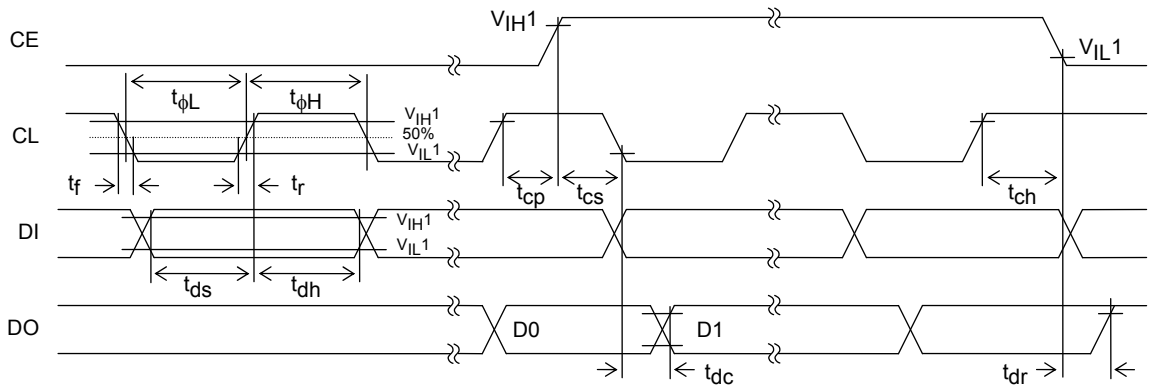 CE
VIH1
VIL1
tϕL
tϕH
CL
VIH1
50%
VIL1
tf
tr
tcp
tcs
tch
DI
VIH1
VIL1
tds
tdh
DO
D0
D1
tdc
tdr